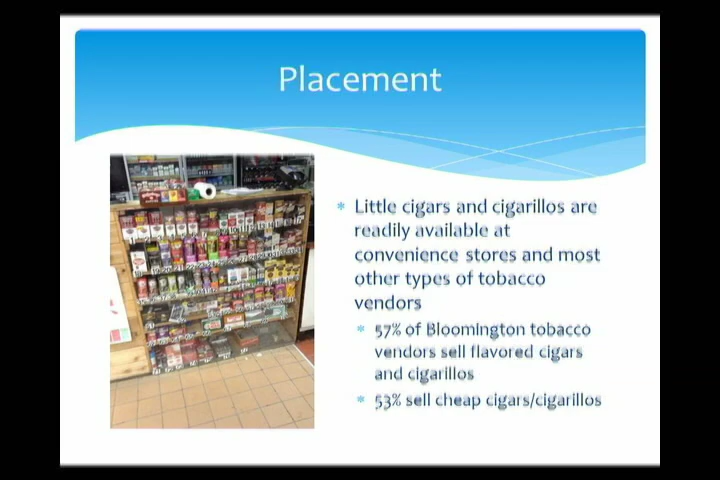 Placement
Little cigars and cigarillos are
readily available at
convenience stores and most
other types of tobacco
vendors
57% of Bloomington tobacco
vendors sell flavored cigars
and cigarillos
53% sell cheap cigars/cigarillos